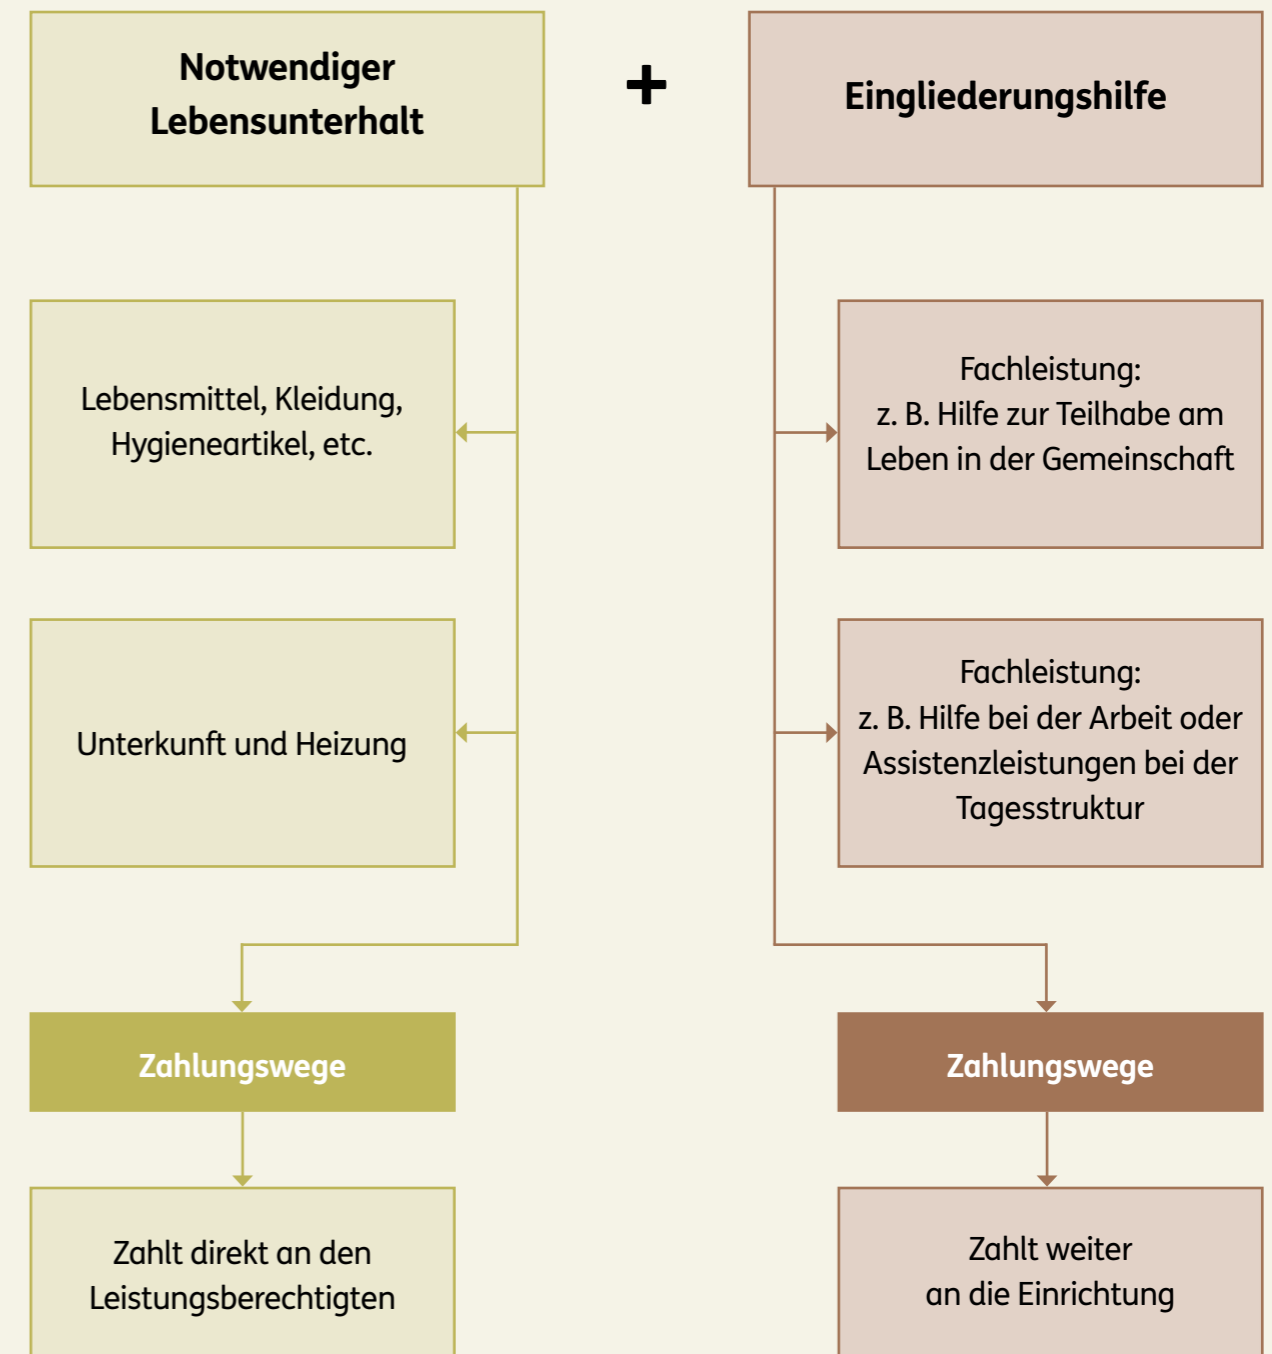 Notwendiger
Lebensunterhalt
+
Eingliederungshilfe
Lebensmittel, Kleidung,
Hygieneartikel, etc.
Fachleistung:
z. B. Hilfe zur Teilhabe am
Leben in der Gemeinschaft
Unterkunft und Heizung
Fachleistung:
z. B. Hilfe bei der Arbeit oder
Assistenzleistungen bei der
Tagesstruktur
Zahlungswege
Zahlungswege
Zahlt direkt an den
Leistungsberechtigten
Zahlt weiter
an die Einrichtung